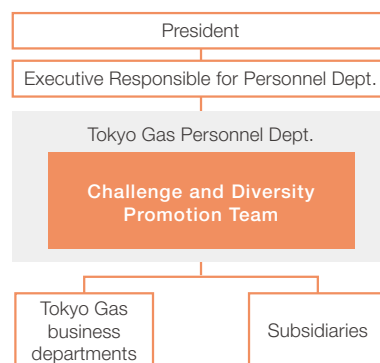 President
Executive Responsible for Personnel Dept.
Tokyo Gas Personnel Dept.
Challenge and Diversity
Promotion Team
Tokyo Gas
business
departments
Subsidiaries